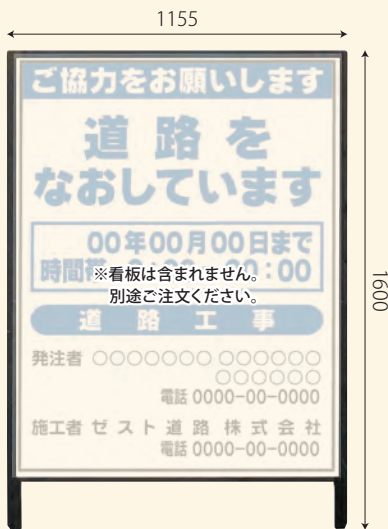 1155
ご協力をお願いします
道路を
なおしています
00年00月00日まで
時間
00:00
※看板は含まれません。
別途ご注文ください。
道路工事
発注者 ○○○○○○○ ○○○○○○
○○○○○○
電話 0000-00-0000
施工者 ゼスト道路株式会社
電話 0000-00-0000
1600